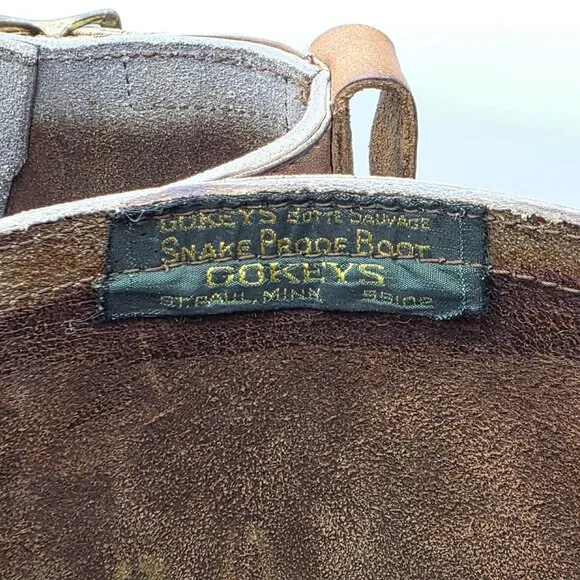 GOKEYS BOTTE SAUVAGE
SNAKE PROOF BOOT
GOKEYS
ST. PAUL, MINN. 55102